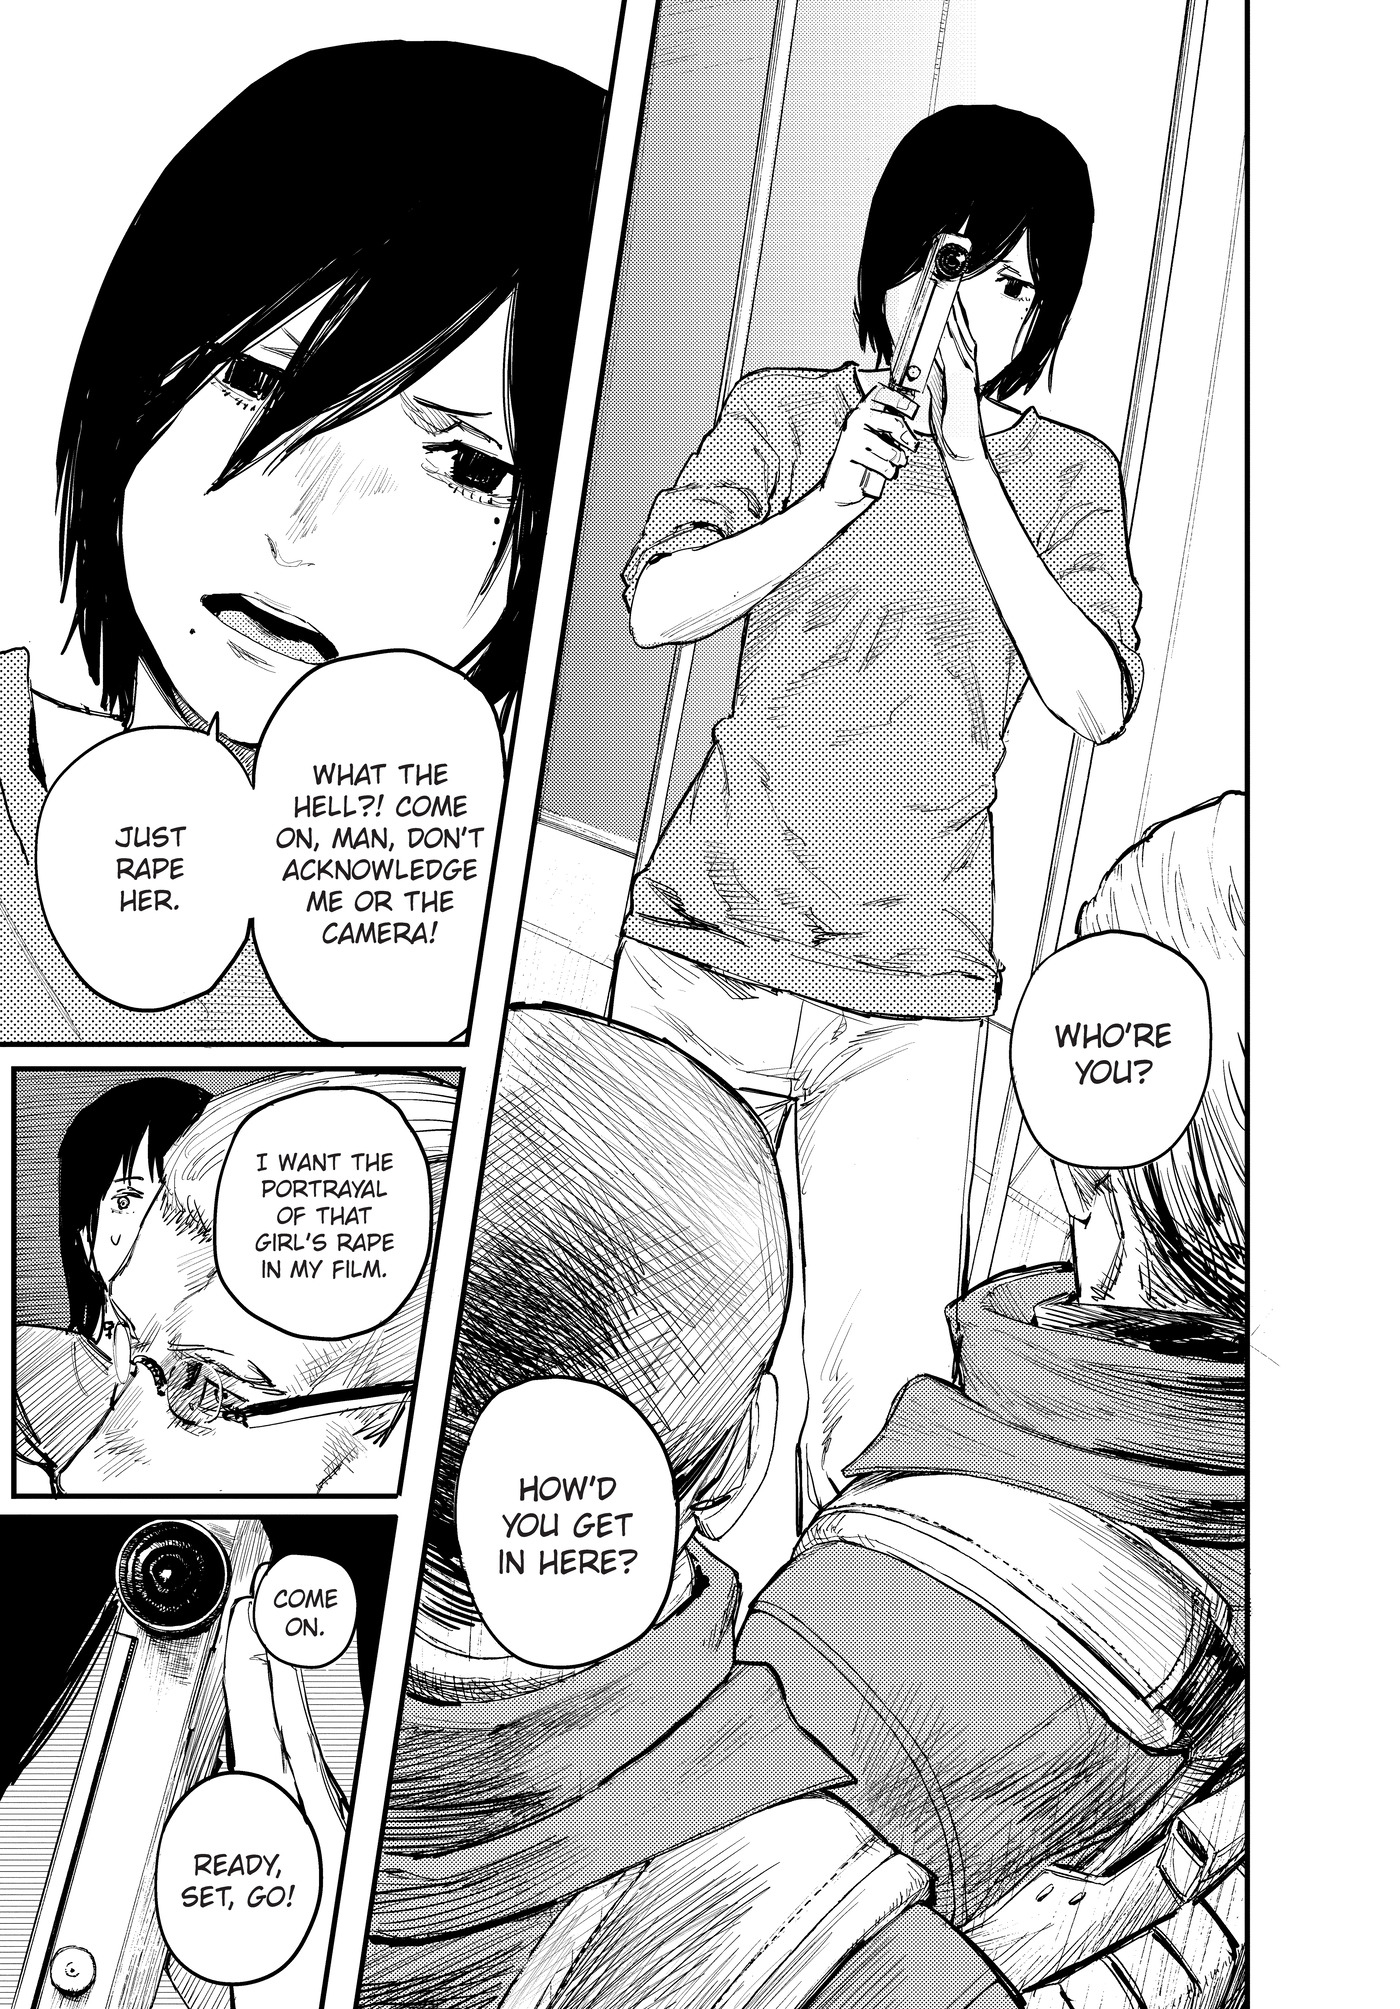 WHO'RE
YOU?
HOW'D
YOU GET
IN HERE?
WHAT THE
HELL?! COME
ON, MAN, DON'T
ACKNOWLEDGE
ME OR THE
CAMERA!
JUST
RAPE
HER.
I WANT THE
PORTRAYAL
OF THAT
GIRL'S RAPE
IN MY FILM.
COME
ON.
READY,
SET, GO!